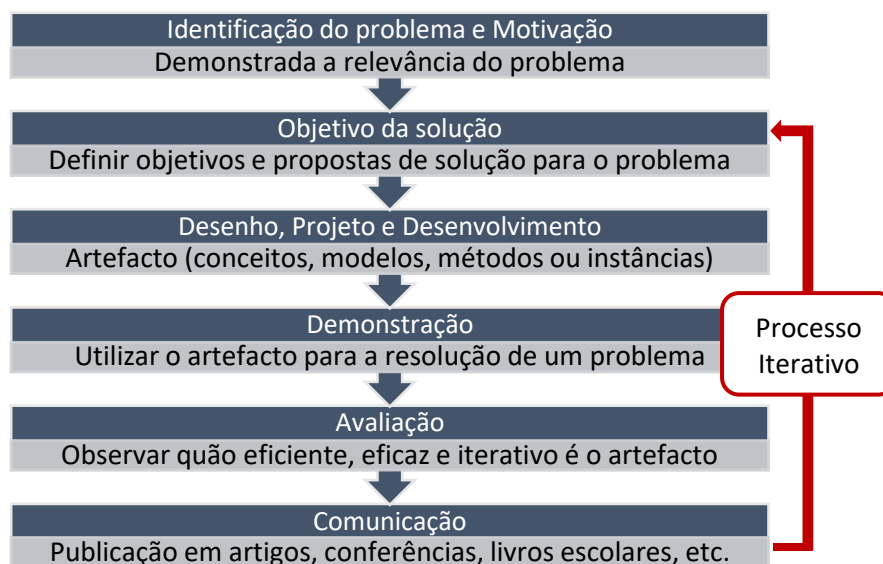 Identificação do problema e Motivação
Demonstrada a relevância do problema
Objetivo da solução
Definir objetivos e propostas de solução para o problema
Desenho, Projeto e Desenvolvimento
Artefacto (conceitos, modelos, métodos ou instâncias)
Demonstração
Utilizar o artefacto para a resolução de um problema
Processo
Iterativo
Avaliação
Observar quão eficiente, eficaz e iterativo é o artefacto
Comunicação
Publicação em artigos, conferências, livros escolares, etc.